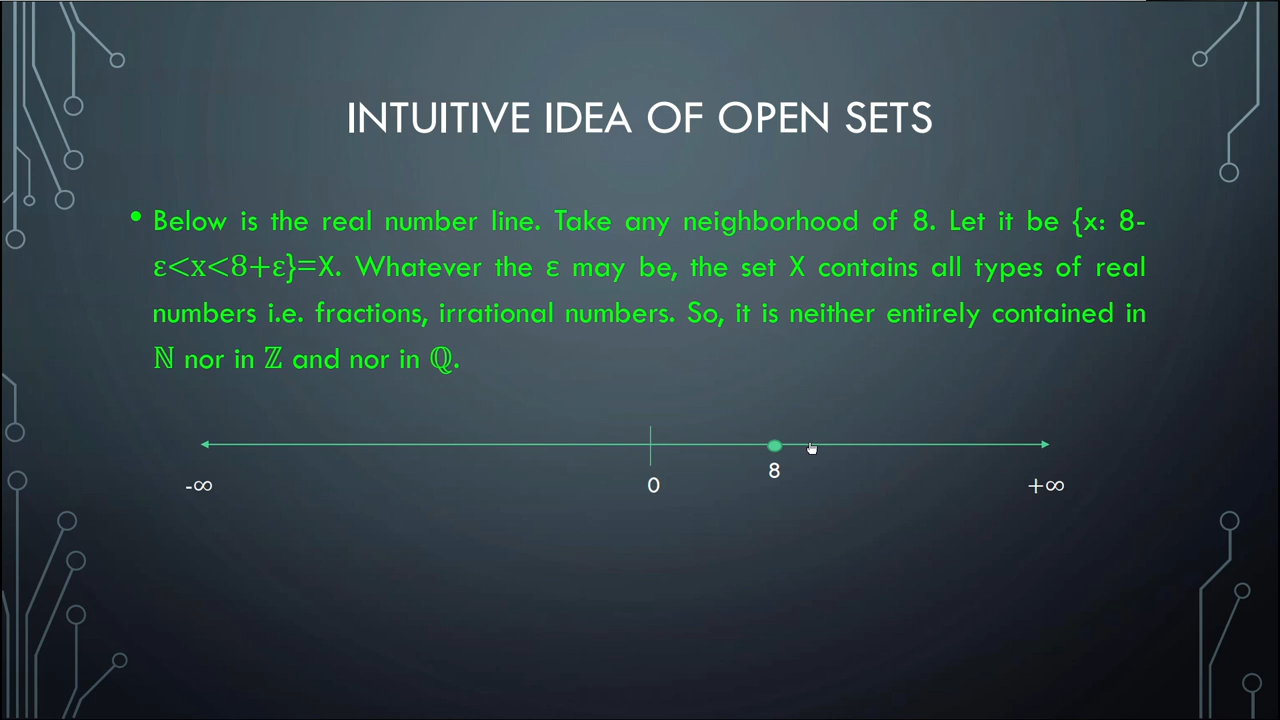 INTUITIVE IDEA OF OPEN SETS
• Below is the real number line. Take any neighborhood of 8. Let it be {x: 8-
ε<x<8+ε}=X. Whatever the ε may be, the set X contains all types of real
numbers i.e. fractions, irrational numbers. So, it is neither entirely contained in
ℕ nor in ℤ and nor in ℚ.
8
-∞ 0 +∞